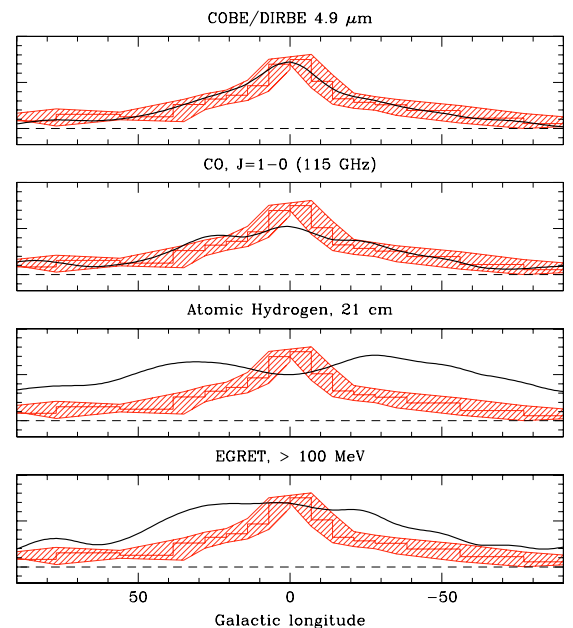 COBE/DIRBE 4.9 μm
CO, J=1-0 (115 GHz)
Atomic Hydrogen, 21 cm
EGRET, > 100 MeV
50 0 -50
Galactic longitude